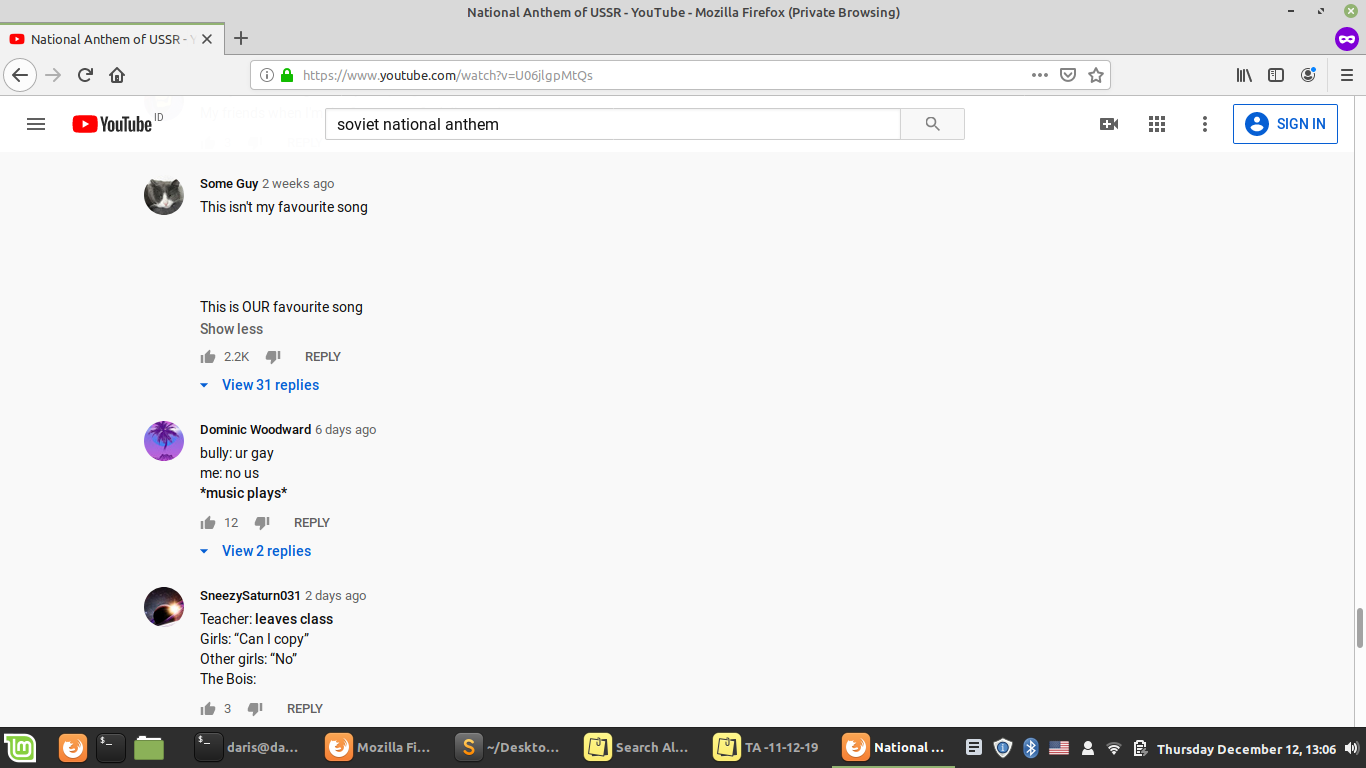 National Anthem of USSR - YouTube - Mozilla Firefox (Private Browsing)
National Anthem of USSR -
https://www.youtube.com/watch?v=U06jlgpMtQs
YouTube ID
soviet national anthem
SIGN IN
Some Guy 2 weeks ago
This isn't my favourite song
This is OUR favourite song
Show less
2.2K REPLY
View 31 replies
Dominic Woodward 6 days ago
bully: ur gay
me: no us
*music plays*
12 REPLY
View 2 replies
SneezySaturn031 2 days ago
Teacher: leaves class
Girls: “Can I copy”
Other girls: “No”
The Bois:
3 REPLY
daris@da... Mozilla Fi... ~/Deskto... Search Al... TA -11-12-19 National ... Thursday December 12, 13:06